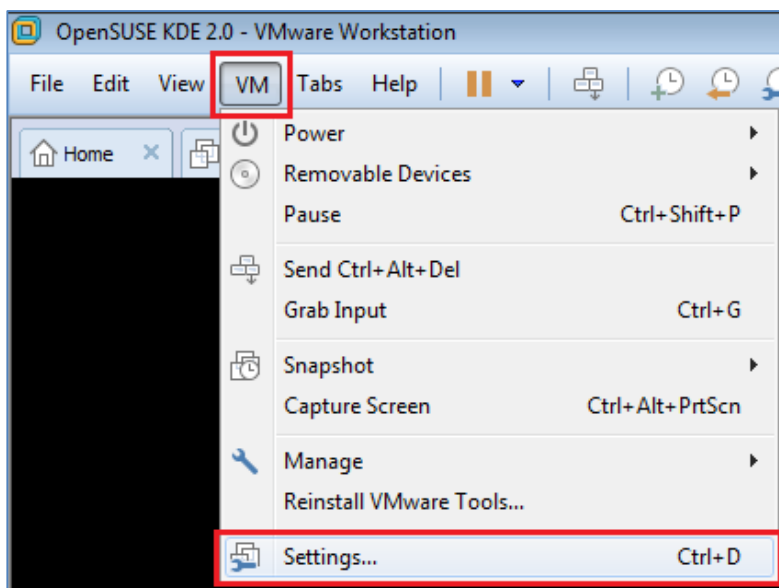 OpenSUSE KDE 2.0 - VMware Workstation
File Edit View VM Tabs Help
Home
Power
Removable Devices
Pause Ctrl+Shift+P
Send Ctrl+Alt+Del
Grab Input Ctrl+G
Snapshot
Capture Screen Ctrl+Alt+PrtScn
Manage
Reinstall VMware Tools...
Settings... Ctrl+D